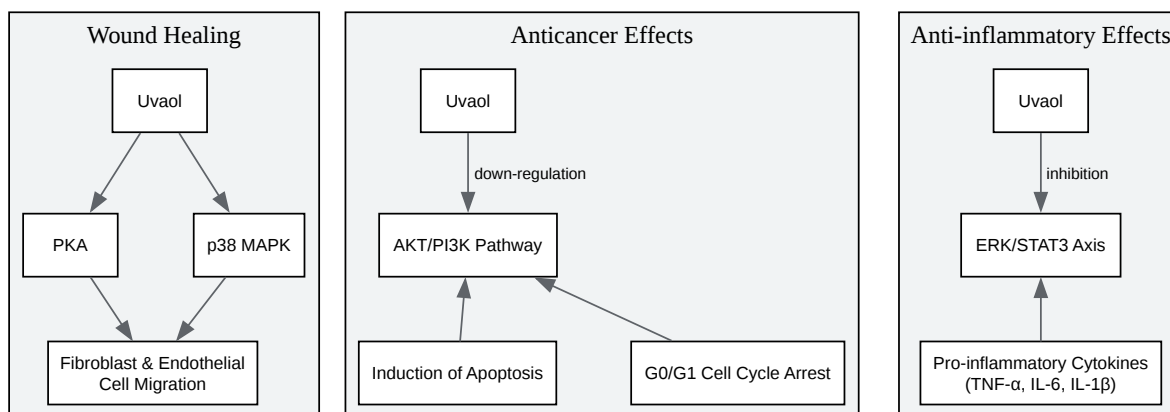 Wound Healing
Uvaol
PKA
p38 MAPK
Fibroblast & Endothelial
Cell Migration
Anticancer Effects
Uvaol
down-regulation
AKT/PI3K Pathway
Induction of Apoptosis
G0/G1 Cell Cycle Arrest
Anti-inflammatory Effects
Uvaol
inhibition
ERK/STAT3 Axis
Pro-inflammatory Cytokines
(TNF-α, IL-6, IL-1β)